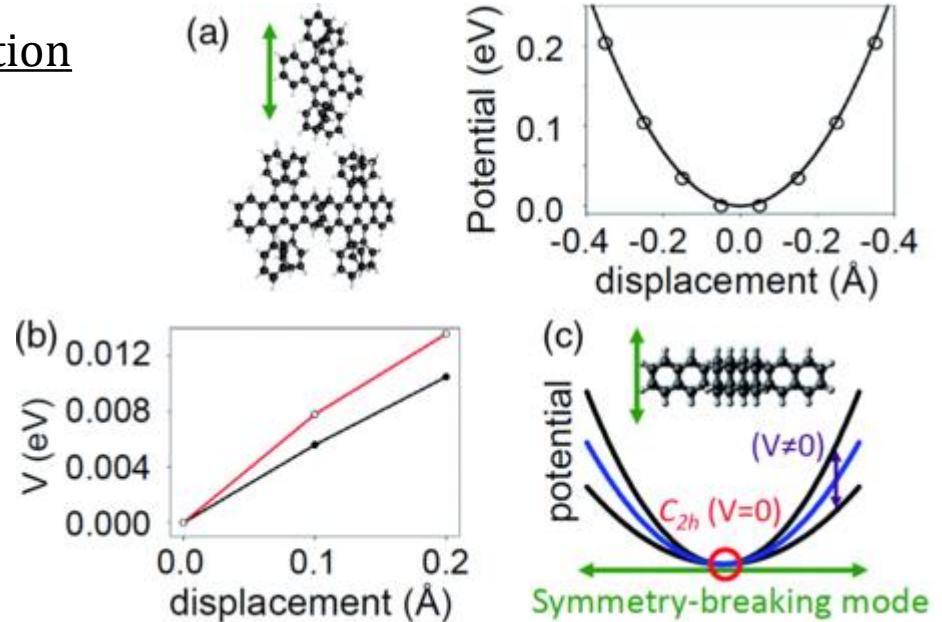 tion
(a)
Potential (eV)
0.2
0.1
0.0
-0.4 -0.2 0.0 -0.2 -0.4
displacement (Å)
(b)
V (eV)
0.012
0.008
0.004
0.000
0.0 0.1 0.2
displacement (Å)
(c)
potential
(V≠0)
C2h (V=0)
Symmetry-breaking mode